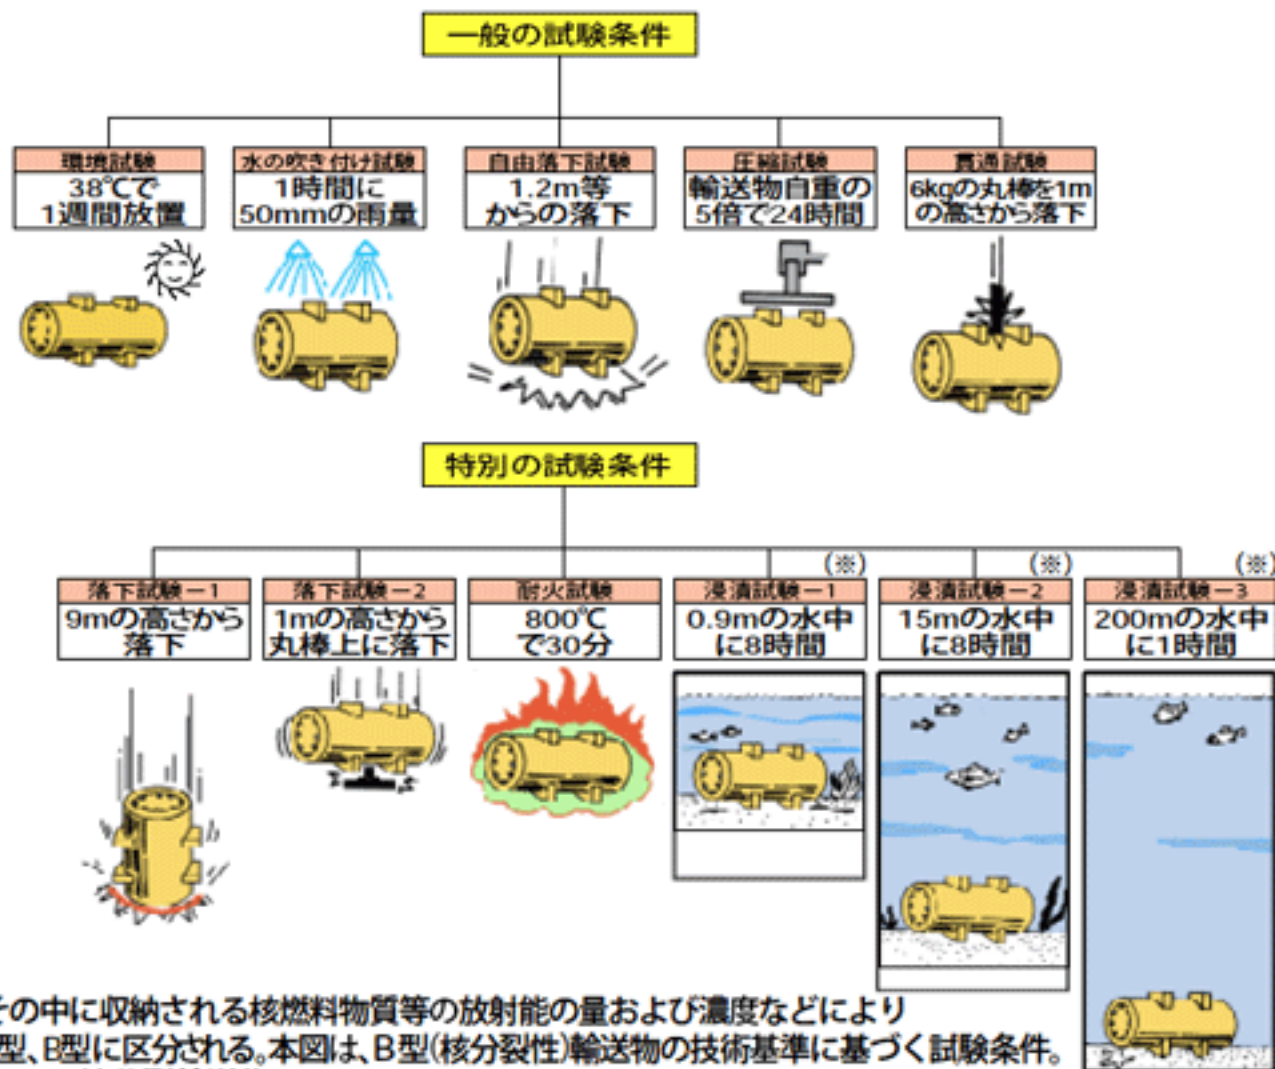 一般の試験条件
環境試験
38℃で
1週間放置
水の吹き付け試験
1時間に
50mmの雨量
自由落下試験
1.2m等
からの落下
圧縮試験
輸送物自重の
5倍で24時間
貫通試験
6kgの丸棒を1m
の高さから落下
特別の試験条件
落下試験－1
9mの高さから
落下
落下試験－2
1mの高さから
丸棒上に落下
耐火試験
800℃
で30分
(※)
浸漬試験－1
0.9mの水中
に8時間
(※)
浸漬試験－2
15mの水中
に8時間
(※)
浸漬試験－3
200mの水中
に1時間
その中に収納される核燃料物質等の放射能の量および濃度などにより
型、B型に区分される。本図は、B型(核分裂性)輸送物の技術基準に基づく試験条件。